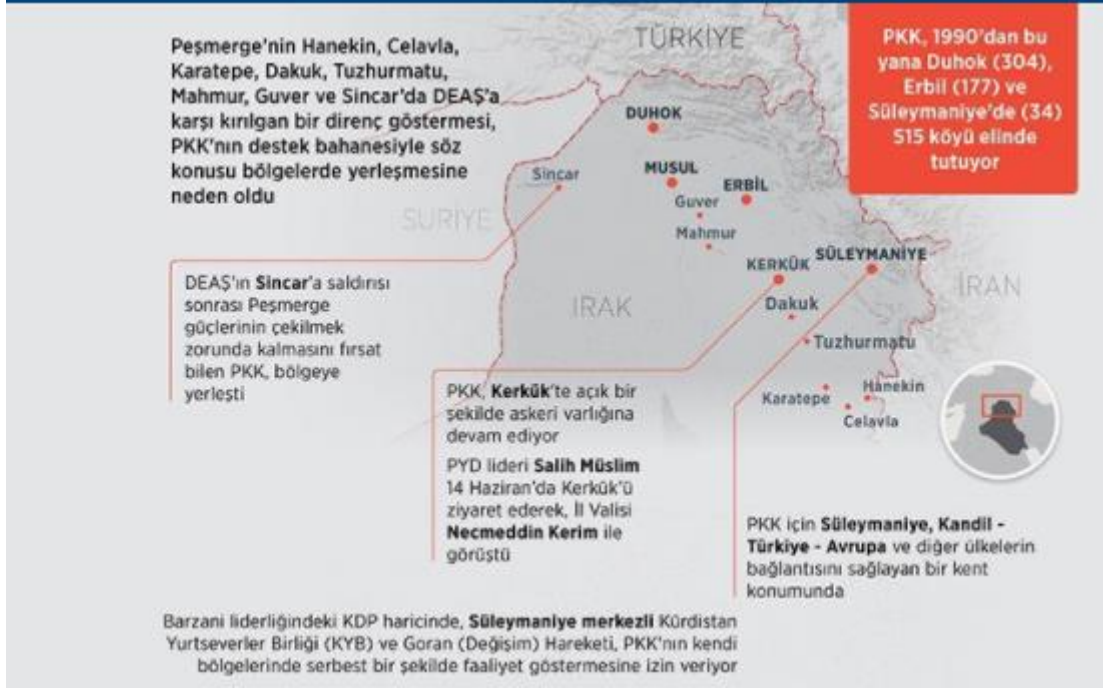 Peşmerge'nin Hanekin, Celavla,
Karatepe, Dakuk, Tuzhurmatu,
Mahmur, Guver ve Sincar'da DEAŞ'a
karşı kırılgan bir direnç göstermesi,
PKK'nın destek bahanesiyle söz
konusu bölgelerde yerleşmesine
neden oldu
TÜRKİYE
PKK, 1990'dan bu
yana Duhok (304),
Erbil (177) ve
Süleymaniye'de (34)
515 köyü elinde
tutuyor
DUHOK
Sincar
MUSUL
ERBİL
Guver
Mahmur
SURİYE
KERKÜK
SÜLEYMANİYE
İRAN
IRAK
Dakuk
Tuzhurmatu
Karatepe
Hanekin
Celavla
DEAŞ'ın Sincar'a saldırısı
sonrası Peşmerge
güçlerinin çekilmek
zorunda kalmasını fırsat
bilen PKK, bölgeye
yerleşti
PKK, Kerkük'te açık bir
şekilde askeri varlığına
devam ediyor
PYD lideri Salih Müslim
14 Haziran'da Kerkük'ü
ziyaret ederek, İl Valisi
Necmeddin Kerim ile
görüştü
PKK için Süleymaniye, Kandil -
Türkiye - Avrupa ve diğer ülkelerin
bağlantısını sağlayan bir kent
konumunda
Barzani liderliğindeki KDP haricinde, Süleymaniye merkezli Kürdistan
Yurtseverler Birliği (KYB) ve Goran (Değişim) Hareketi, PKK'nın kendi
bölgelerinde serbest bir şekilde faaliyet göstermesine izin veriyor